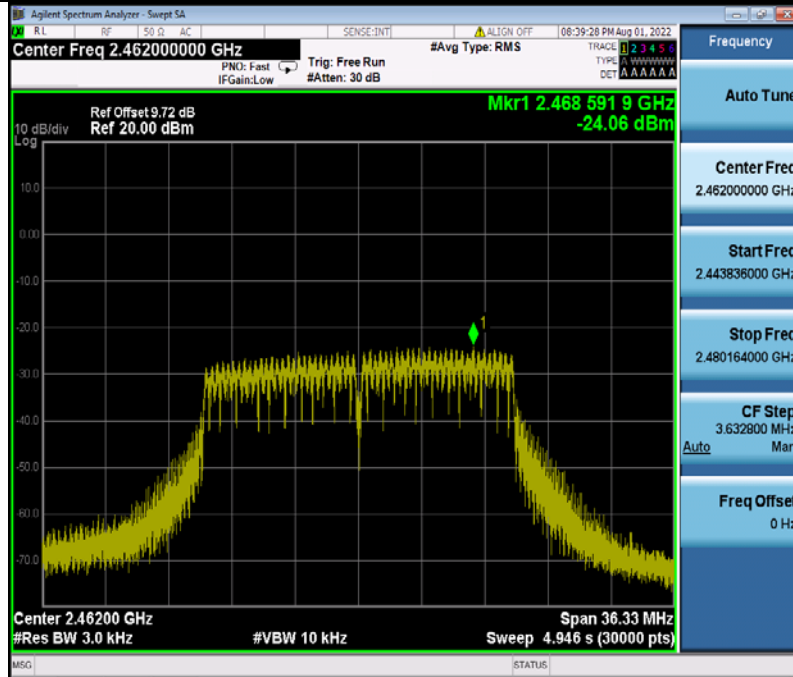 Agilent Spectrum Analyzer - Swept SA
RL RF 50 Ω AC SENSE:INT ALIGN OFF 08:39:28 PM Aug 01, 2022
Center Freq 2.462000000 GHz #Avg Type: RMS TRACE 1 2 3 4 5 6
PNO: Fast Trig: Free Run TYPE A WWWWW
IFGain:Low #Atten: 30 dB DET A A A A A A
Frequency
Auto Tune
Center Freq
2.462000000 GHz
Start Freq
2.443836000 GHz
Stop Freq
2.480164000 GHz
CF Step
3.632800 MHz
Auto Man
Freq Offset
0 Hz
Mkr1 2.468 591 9 GHz
-24.06 dBm
Ref Offset 9.72 dB
10 dB/div Ref 20.00 dBm
Log
1
10.0
0.00
-10.0
-20.0
-30.0
-40.0
-50.0
-60.0
-70.0
Center 2.46200 GHz Span 36.33 MHz
#Res BW 3.0 kHz #VBW 10 kHz Sweep 4.946 s (30000 pts)
MSG STATUS